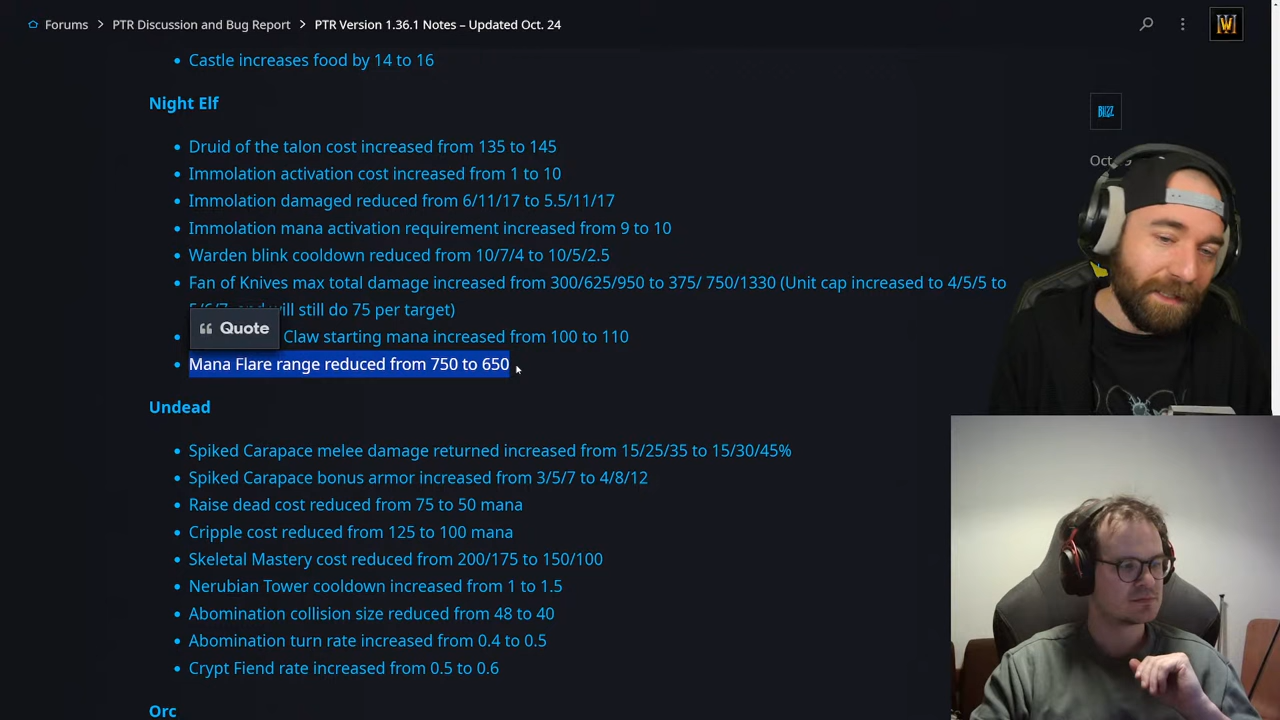 Forums > PTR Discussion and Bug Report > PTR Version 1.36.1 Notes – Updated Oct. 24
Castle increases food by 14 to 16
Night Elf
Druid of the talon cost increased from 135 to 145
Immolation activation cost increased from 1 to 10
Immolation damaged reduced from 6/11/17 to 5.5/11/17
Immolation mana activation requirement increased from 9 to 10
Warden blink cooldown reduced from 10/7/4 to 10/5/2.5
Fan of Knives max total damage increased from 300/625/950 to 375/ 750/1330 (Unit cap increased to 4/5/5 to
will still do 75 per target)
Quote
Claw starting mana increased from 100 to 110
Mana Flare range reduced from 750 to 650
Undead
Spiked Carapace melee damage returned increased from 15/25/35 to 15/30/45%
Spiked Carapace bonus armor increased from 3/5/7 to 4/8/12
Raise dead cost reduced from 75 to 50 mana
Cripple cost reduced from 125 to 100 mana
Skeletal Mastery cost reduced from 200/175 to 150/100
Nerubian Tower cooldown increased from 1 to 1.5
Abomination collision size reduced from 48 to 40
Abomination turn rate increased from 0.4 to 0.5
Crypt Fiend rate increased from 0.5 to 0.6
Orc
BLIZZ